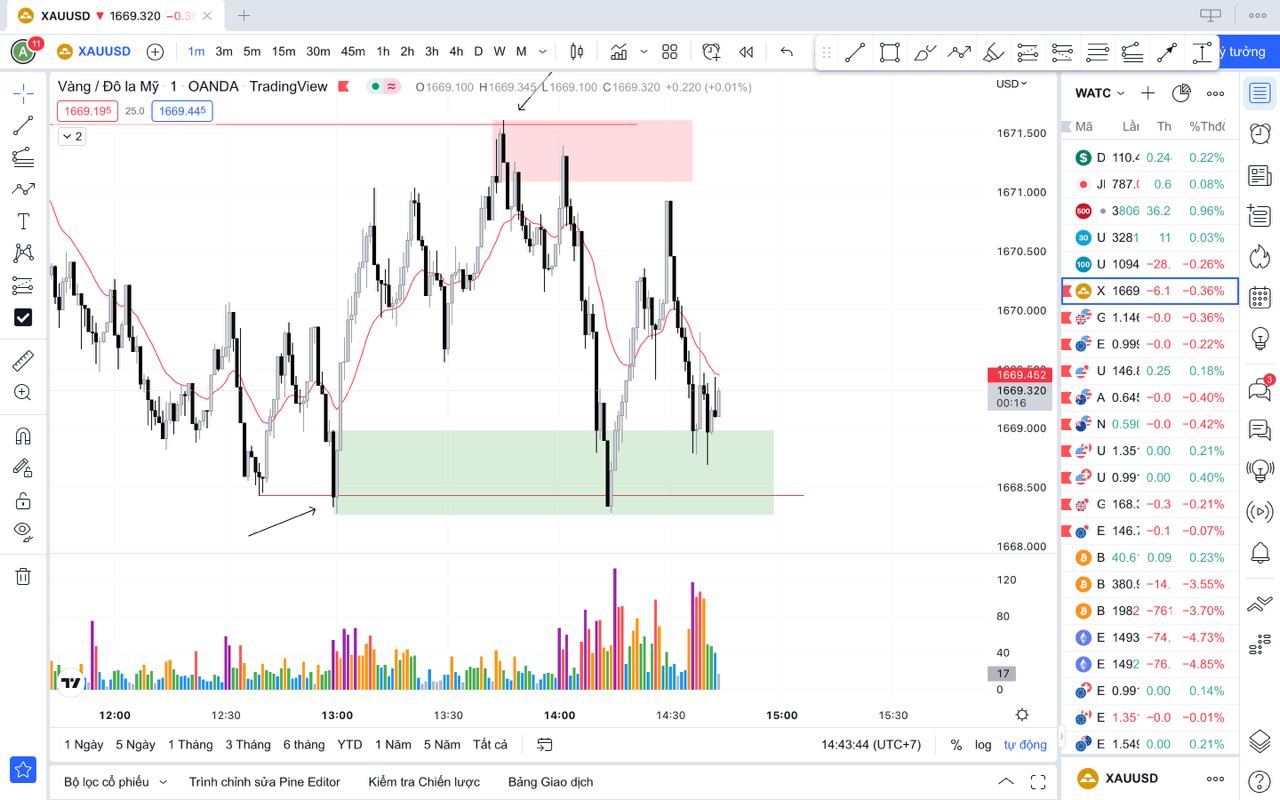 XAUUSD ▼ 1669.320 −0.3
A 11 XAUUSD 1m 3m 5m 15m 30m 45m 1h 2h 3h 4h D W M ý tưởng
Vàng / Đô la Mỹ · 1 · OANDA · TradingView O1669.100 H1669.345 L1669.100 C1669.320 +0.220 (+0.01%)
1669.195 25.0 1669.445
2
USD
1671.500
1671.000
1670.500
1670.000
1669.452
1669.320
00:16
1669.000
1668.500
1668.000
120
80
40
17
0
12:00 12:30 13:00 13:30 14:00 14:30 15:00 15:30
1 Ngày 5 Ngày 1 Tháng 3 Tháng 6 tháng YTD 1 Năm 5 Năm Tất cả 14:43:44 (UTC+7) % log tự động
Bộ lọc cổ phiếu Trình chỉnh sửa Pine Editor Kiểm tra Chiến lược Bảng Giao dịch
WATC
Mã Th
D 110.4 0.24 0.22%
787.0 0.6 0.08%
500 3806 36.2 0.96%
30 U 3281 11 0.03%
100 U 1094 −28. −0.26%
X 1669 −6.1 −0.36%
G 1.146 −0.0 −0.36%
E 0.999 −0.0 −0.22%
U 146.8 0.25 0.18%
A 0.645 −0.0 −0.40%
N 0.590 −0.0 −0.42%
U 1.35 0.00 0.21%
U 0.99 0.00 0.40%
G 168. −0.3 −0.21%
E 146. −0.1 −0.07%
B 40.6 0.09 0.23%
B 380.9 −14. −3.55%
B 1982 −761 −3.70%
E 1493 −74. −4.73%
E 1492 −76. −4.85%
E 0.99 0.00 0.14%
E 1.35 −0.0 −0.01%
E 1.549 0.00 0.21%
XAUUSD
3